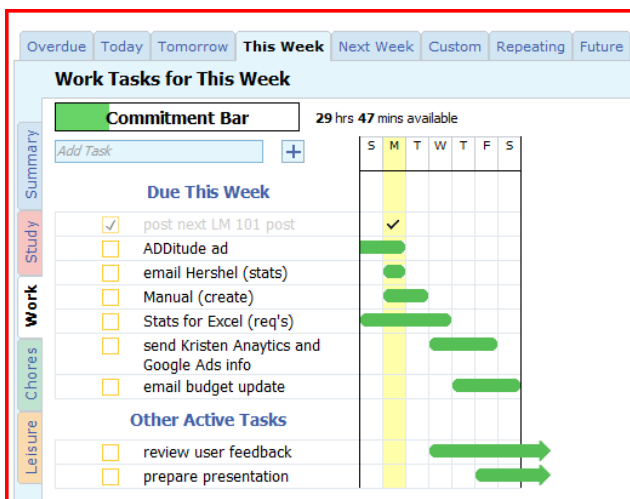 Overdue Today Tomorrow This Week Next Week Custom Repeating Future
Work Tasks for This Week
Commitment Bar 29 hrs 47 mins available
Add Task +
S M T W T F S
Summary
Study
Work
Chores
Leisure
Due This Week
post next LM 101 post
ADDitude ad
email Hershel (stats)
Manual (create)
Stats for Excel (req's)
send Kristen Anaytics and
Google Ads info
email budget update
Other Active Tasks
review user feedback
prepare presentation